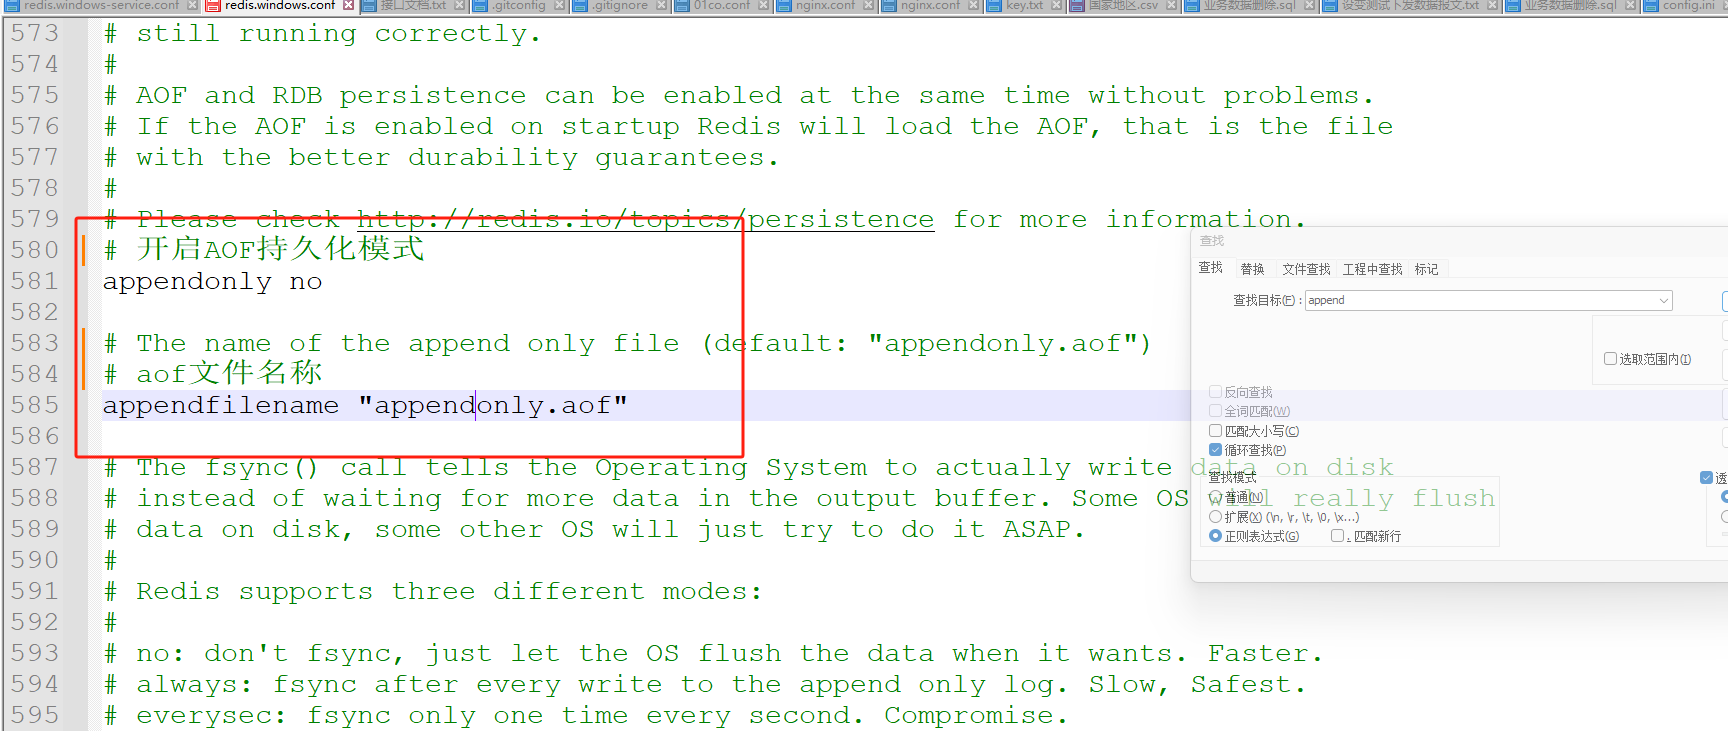 redis.windows-service.conf redis.windows.conf 接口文档.txt .gitconfig .gitignore 01co.conf nginx.conf nginx.conf key.txt 国家地区.csv 业务数据删除.sql 设变测试下发数据报文.txt 业务数据删除.sql config.ini
573 # still running correctly.
574 #
575 # AOF and RDB persistence can be enabled at the same time without problems.
576 # If the AOF is enabled on startup Redis will load the AOF, that is the file
577 # with the better durability guarantees.
578 #
579 # Please check http://redis.io/topics/persistence for more information.
580 # 开启AOF持久化模式
581 appendonly no
582
583 # The name of the append only file (default: "appendonly.aof")
584 # aof文件名称
585 appendfilename "appendonly.aof"
586
587 # The fsync() call tells the Operating System to actually write data on disk
588 # instead of waiting for more data in the output buffer. Some OS will really flush
589 # data on disk, some other OS will just try to do it ASAP.
590 #
591 # Redis supports three different modes:
592 #
593 # no: don't fsync, just let the OS flush the data when it wants. Faster.
594 # always: fsync after every write to the append only log. Slow, Safest.
595 # everysec: fsync only one time every second. Compromise.
查找
查找 替换 文件查找 工程中查找 标记
查找目标(F) : append
选取范围内(I)
反向查找
全词匹配(W)
匹配大小写(C)
循环查找(P)
查找模式
普通(N)
扩展(X) (\n, \r, \t, \0, \x...)
正则表达式(G) . 匹配新行
透